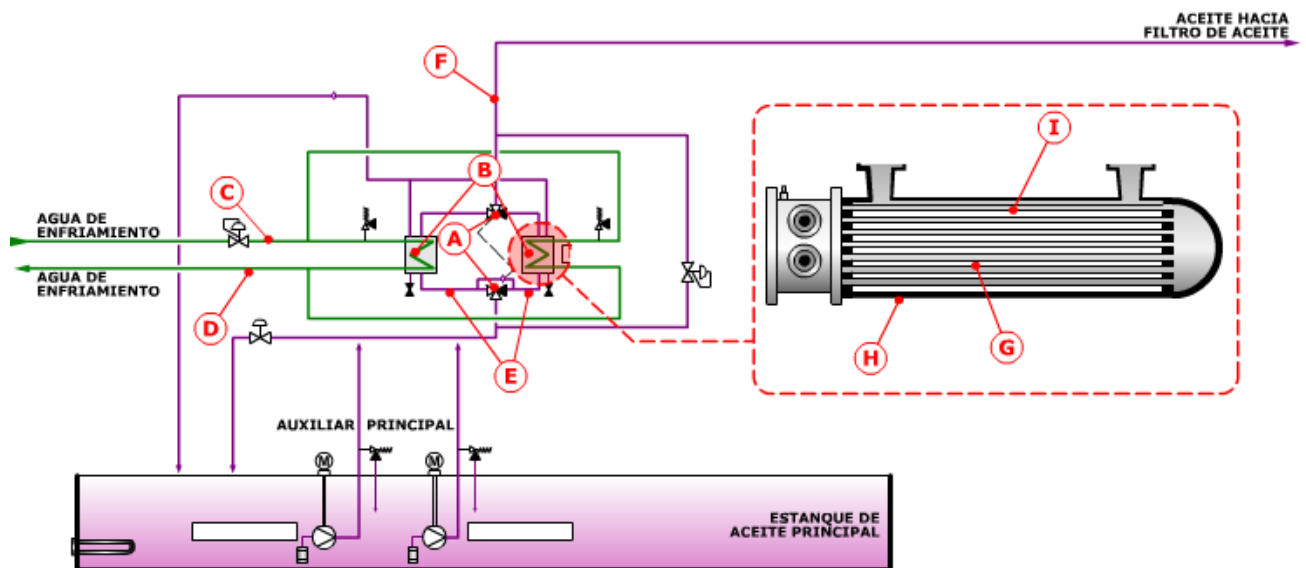 ACEITE HACIA
FILTRO DE ACEITE
F
I
B
C
AGUA DE
ENFRIAMIENTO
A
AGUA DE
ENFRIAMIENTO
D
E
H
G
AUXILIAR PRINCIPAL
M M
ESTANQUE DE
ACEITE PRINCIPAL